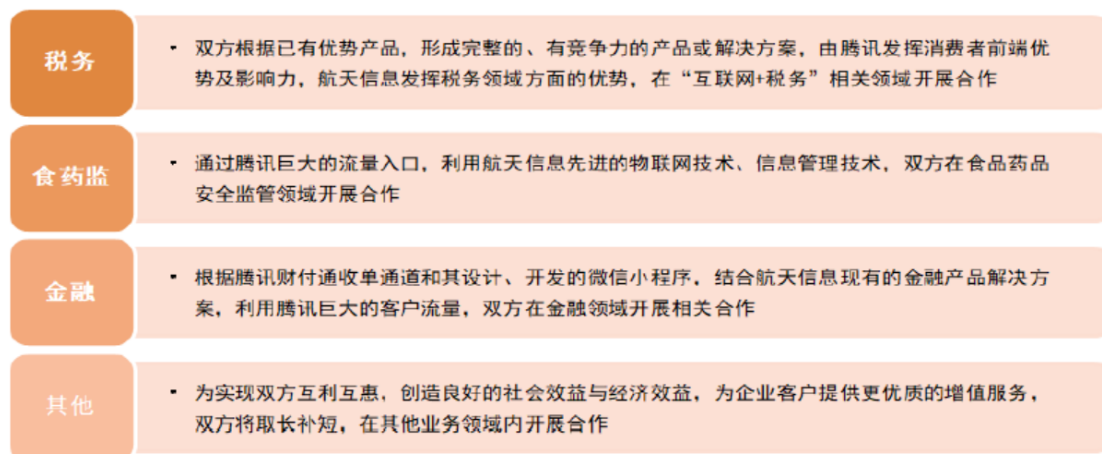 税务
▪ 双方根据已有优势产品，形成完整的、有竞争力的产品或解决方案，由腾讯发挥消费者前端优
势及影响力，航天信息发挥税务领域方面的优势，在“互联网+税务”相关领域开展合作
食药监
▪ 通过腾讯巨大的流量入口，利用航天信息先进的物联网技术、信息管理技术，双方在食品药品
安全监管领域开展合作
金融
▪ 根据腾讯财付通收单通道和其设计、开发的微信小程序，结合航天信息现有的金融产品解决方
案，利用腾讯巨大的客户流量，双方在金融领域开展相关合作
其他
▪ 为实现双方互利互惠，创造良好的社会效益与经济效益，为企业客户提供更优质的增值服务，
双方将取长补短，在其他业务领域内开展合作